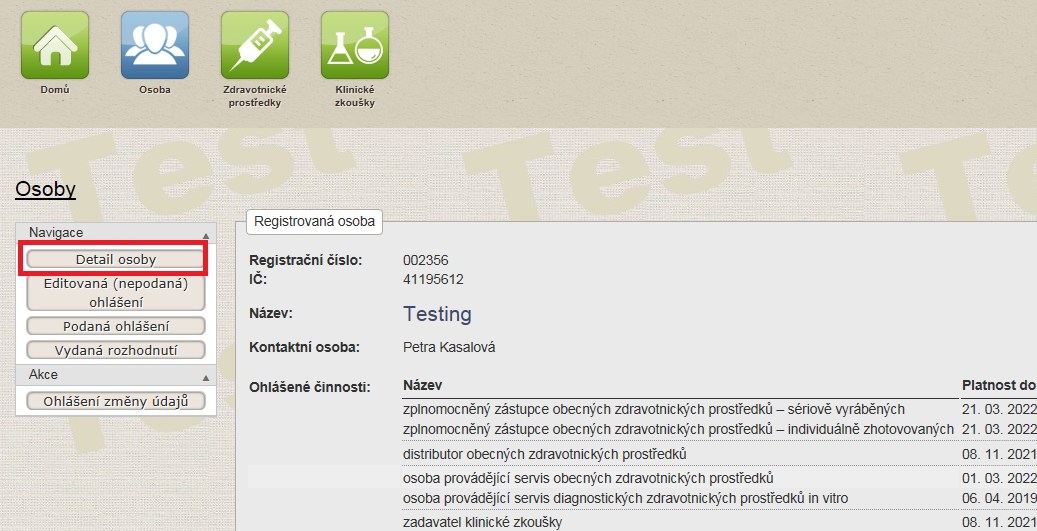 Domů
Osoba
Zdravotnické
prostředky
Klinické
zkoušky
Test Test Te
Osoby
Navigace
Detail osoby
Editovaná (nepodaná)
ohlášení
Podaná ohlášení
Vydaná rozhodnutí
Akce
Ohlášení změny údajů
Registrovaná osoba
Registrační číslo: 002356
IČ: 41195612
Název: Testing
Kontaktní osoba: Petra Kasalová
Ohlášené činnosti: Název Platnost do
zplnomocněný zástupce obecných zdravotnických prostředků – sériově vyráběných 21. 03. 2022
zplnomocněný zástupce obecných zdravotnických prostředků – individuálně zhotovovaných 21. 03. 2022
distributor obecných zdravotnických prostředků 08. 11. 2021
osoba provádějící servis obecných zdravotnických prostředků 01. 03. 2022
osoba provádějící servis diagnostických zdravotnických prostředků in vitro 06. 04. 2019
zadavatel klinické zkoušky 08. 11. 2021